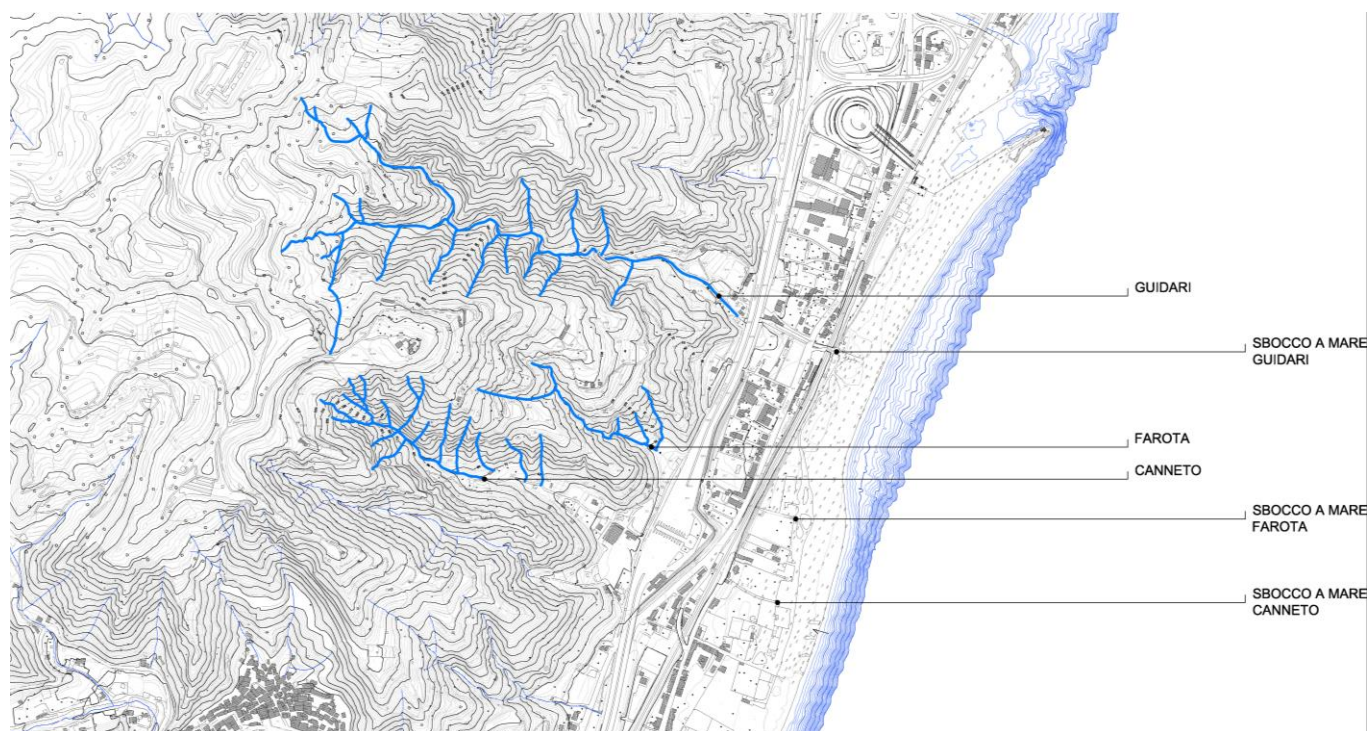 GUIDARI
SBOCCO A MARE
GUIDARI
FAROTA
CANNETO
SBOCCO A MARE
FAROTA
SBOCCO A MARE
CANNETO